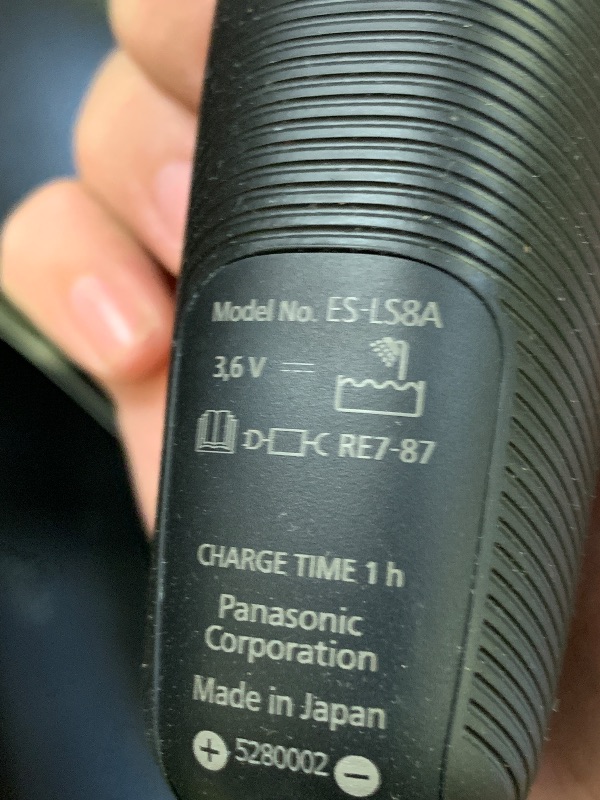 Model No. ES-LS8A
3,6 V
RE7-87
CHARGE TIME 1 h
Panasonic
Corporation
Made in Japan
+ 5280002 −